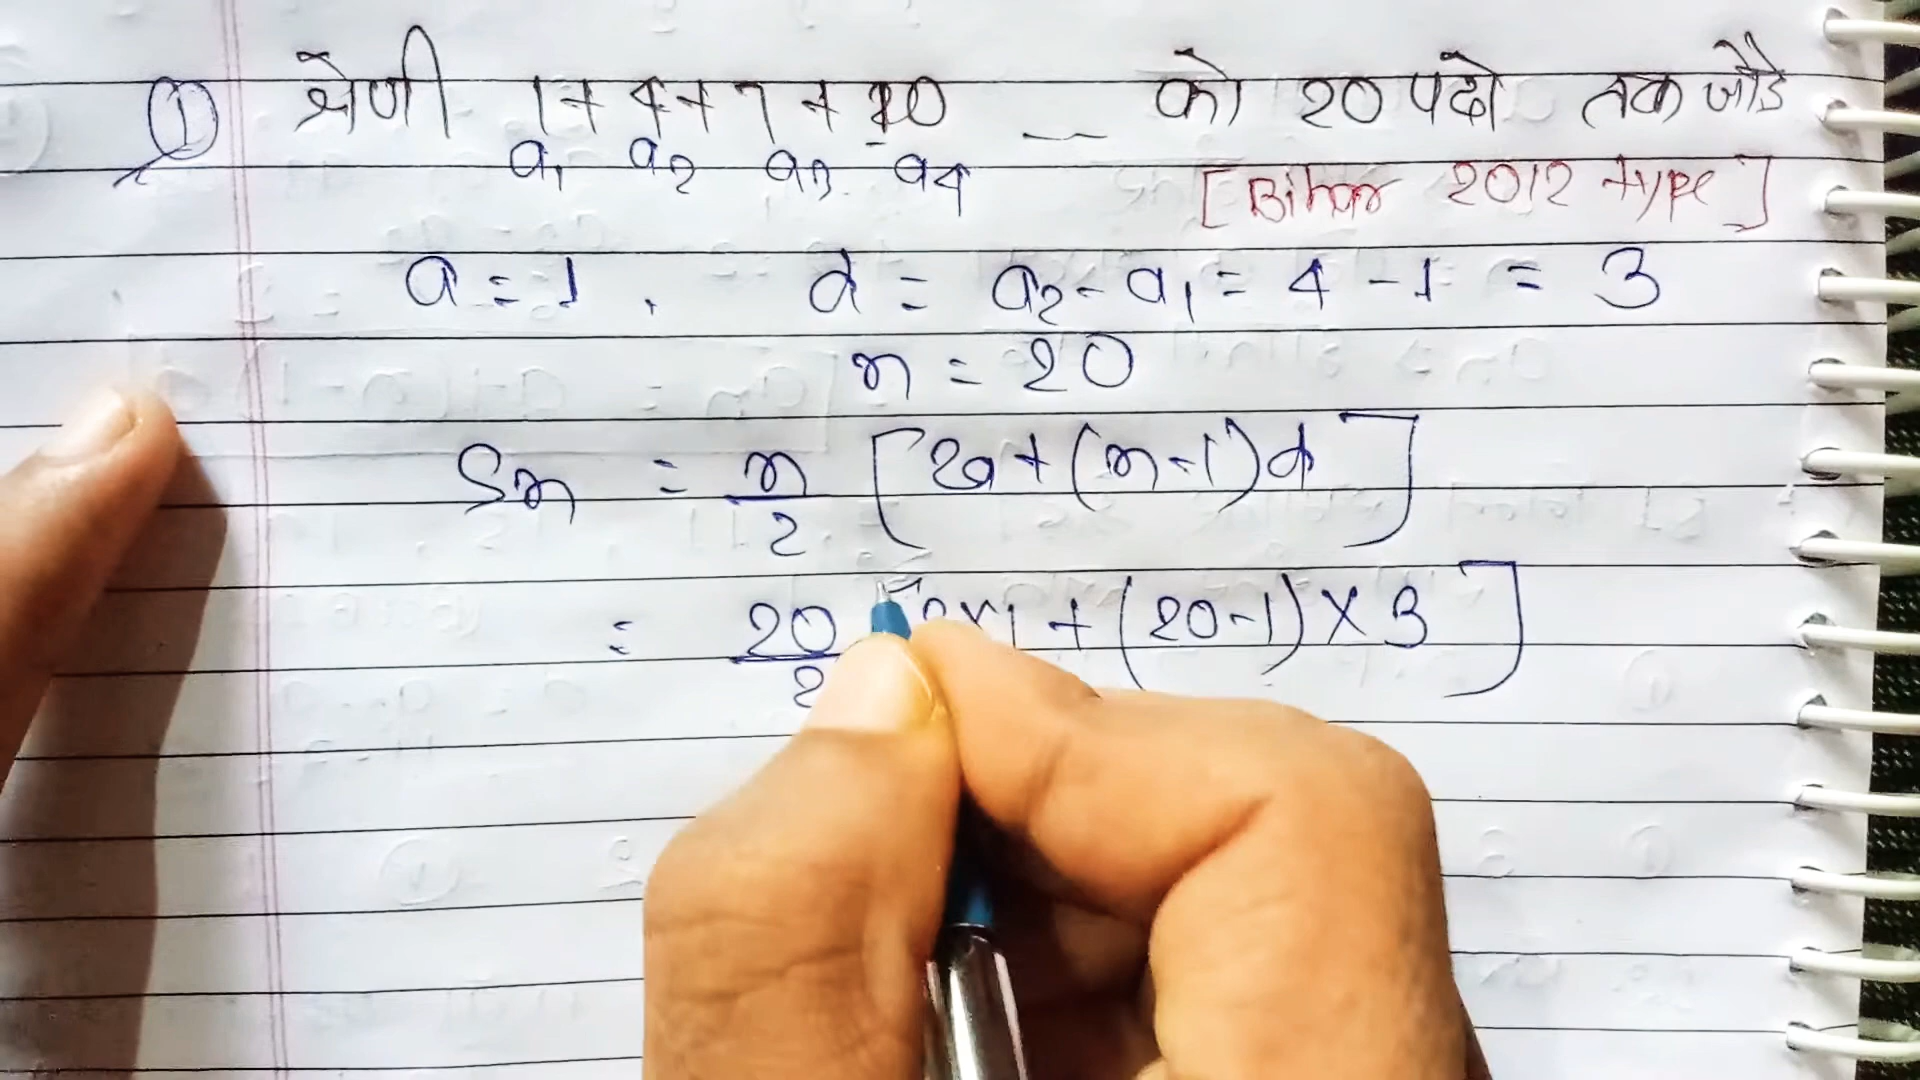 ① श्रेणी 1 + 4 + 7 + 10 __ को 20 पदो तक जोडे
a₁ a₂ a₃ a₄ [Bihar 2012 type]
a = 1 , d = a₂ - a₁ = 4 - 1 = 3
n = 20
Sn = n/2 [2a + (n-1)d]
= 20/2 [2×1 + (20-1) × 3]